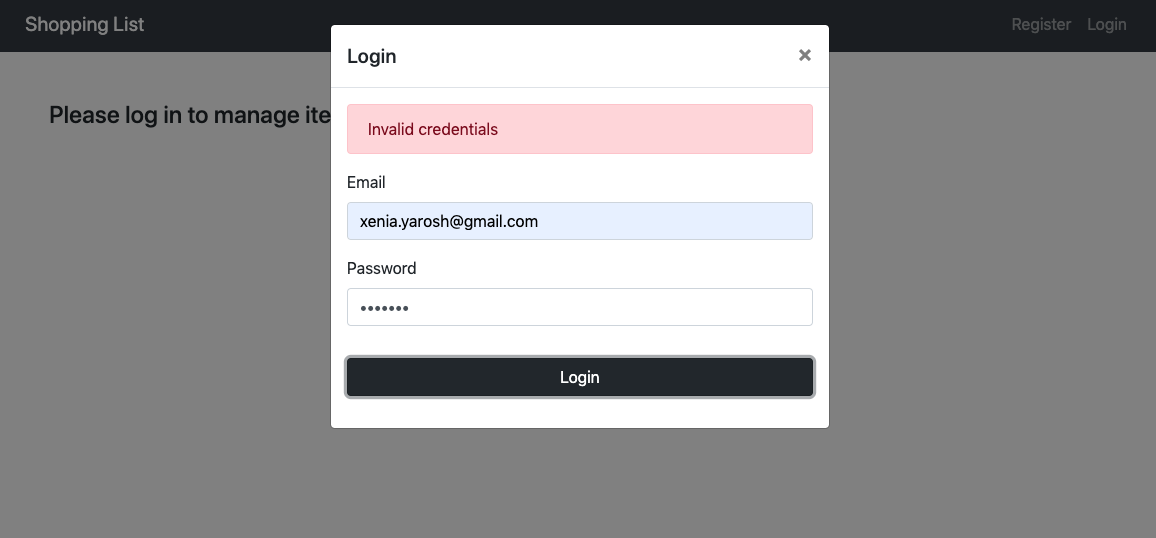 Shopping List
Register
Login
Please log in to manage ite
Login
×
Invalid credentials
Email
xenia.yarosh@gmail.com
Password
•••••••
Login